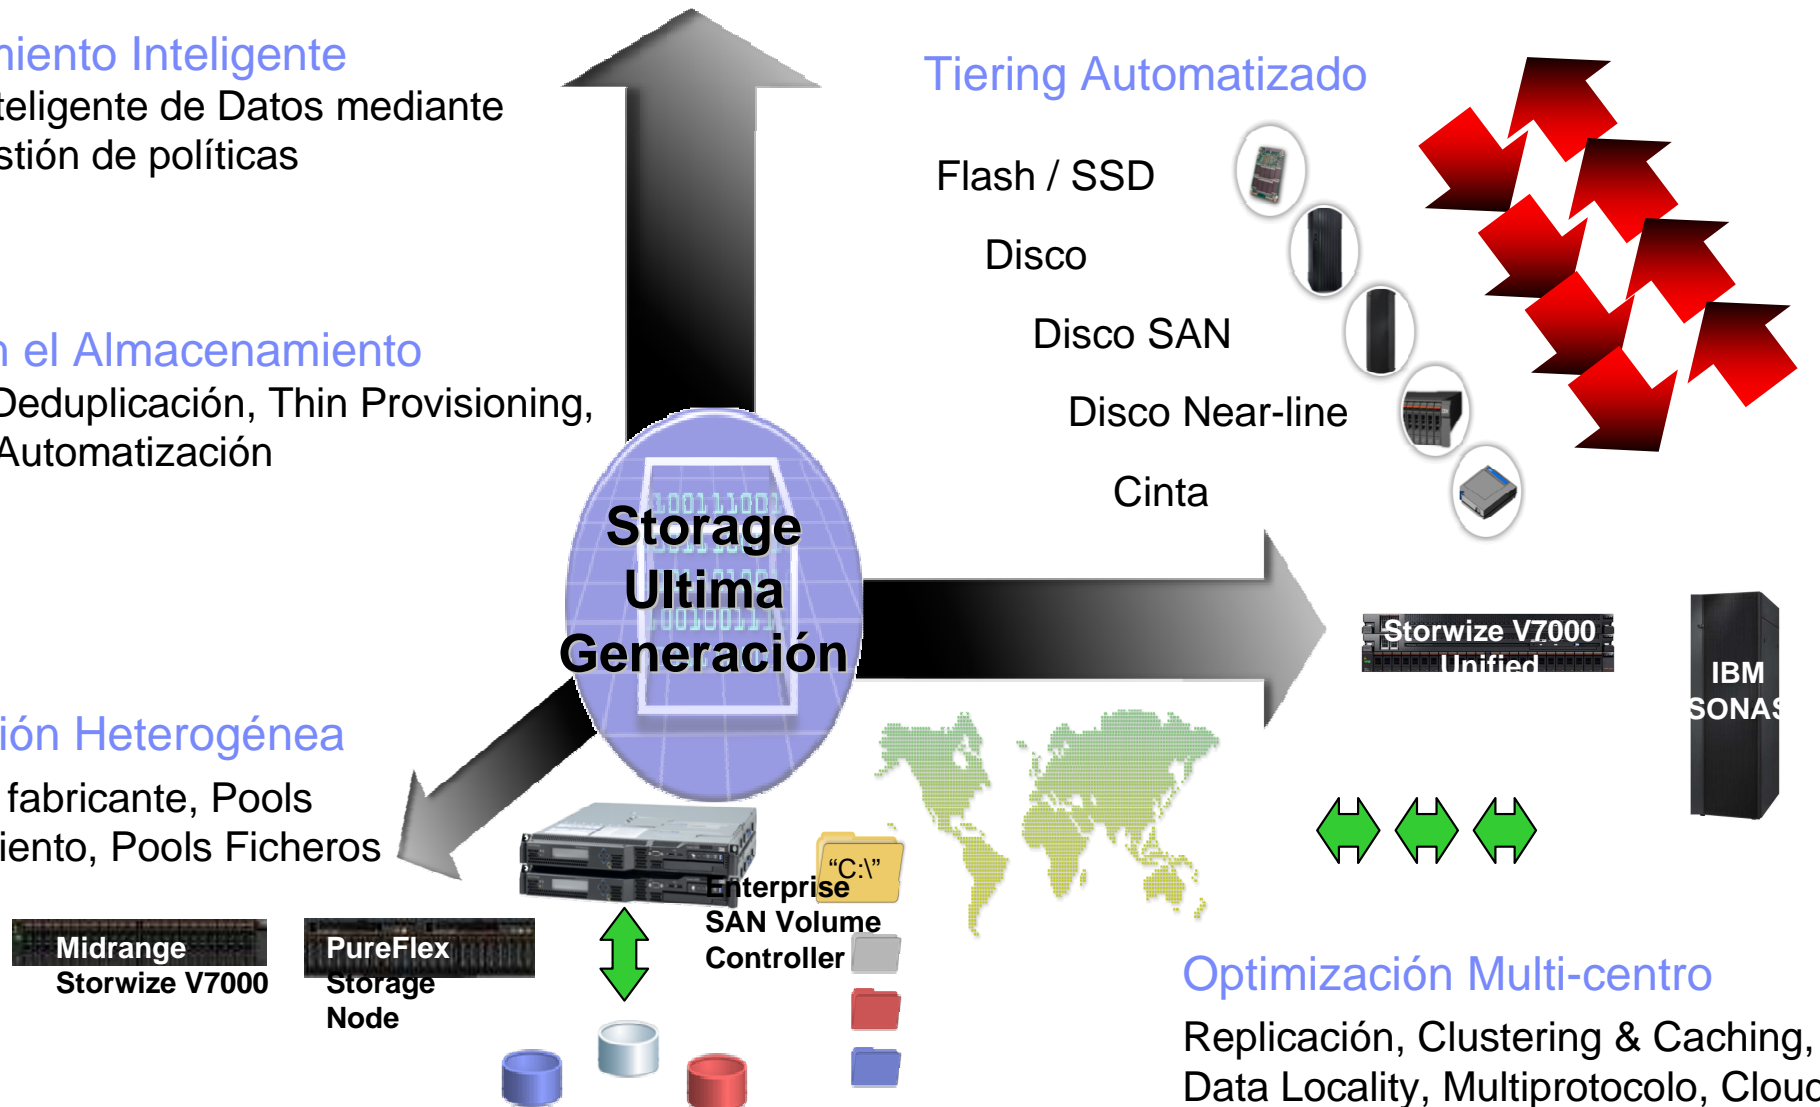 miento Inteligente
teligente de Datos mediante
stión de políticas
Tiering Automatizado
Flash / SSD
Disco
Disco SAN
Disco Near-line
Cinta
n el Almacenamiento
Deduplicación, Thin Provisioning,
Automatización
Storage
Ultima
Generación
Storwize V7000
Unified
IBM
SONAS
ión Heterogénea
fabricante, Pools
iento, Pools Ficheros
“C:\”
Enterprise
SAN Volume
Controller
Midrange
Storwize V7000
PureFlex
Storage
Node
Optimización Multi-centro
Replicación, Clustering & Caching,
Data Locality, Multiprotocolo, Cloud